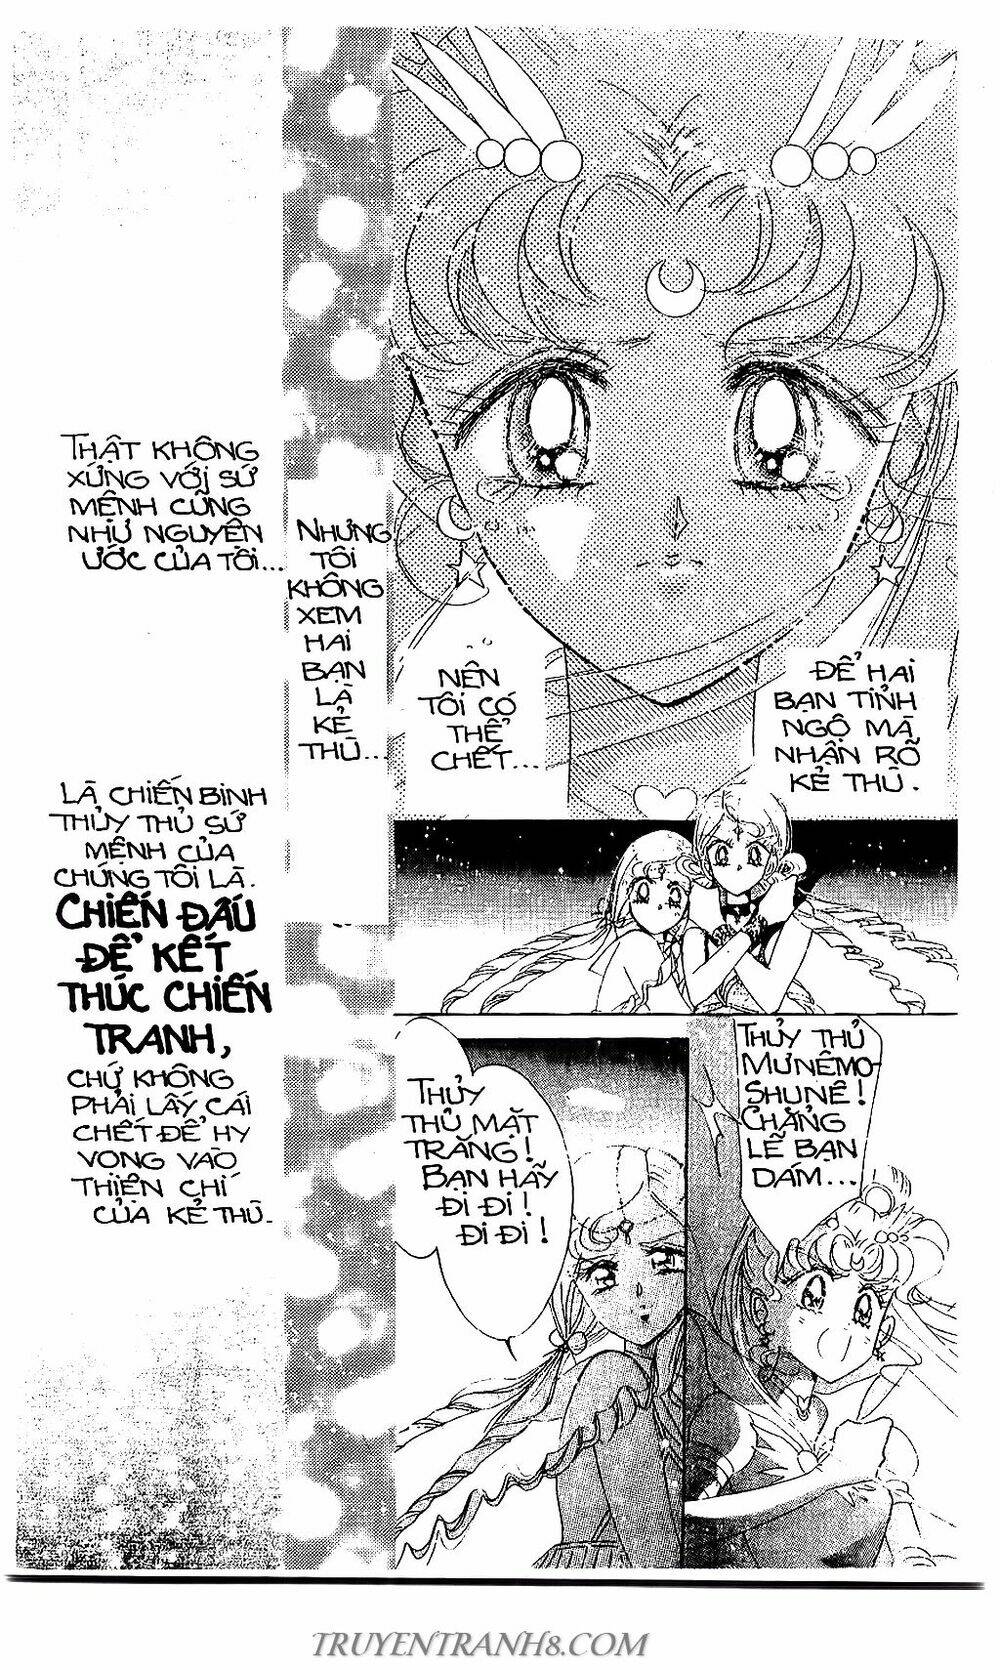 ĐỂ HAI
BẠN TỈNH
NGỘ MÀ
NHẬN RÕ
KẺ THÙ.
NÊN
TÔI CÓ
THỂ
CHẾT...
NHƯNG
TÔI
KHÔNG
XEM
HAI
BẠN
LÀ
KẺ
THÙ...
THẬT KHÔNG
XỨNG VỚI SỨ
MỆNH CŨNG
NHƯ NGUYỆN
ƯỚC CỦA TÔI...
LÀ CHIẾN BINH
THỦY THỦ SỨ
MỆNH CỦA
CHÚNG TÔI LÀ.
CHIẾN ĐẤU
ĐỂ KẾT
THÚC CHIẾN
TRANH,
CHỨ KHÔNG
PHẢI LẤY CÁI
CHẾT ĐỂ HY
VỌNG VÀO
THIỆN CHÍ
CỦA KẺ THÙ.
THỦY THỦ
MƯNÊMO-
SHUNÊ!
CHẲNG
LẼ BẠN
DÁM...
THỦY
THỦ MẶT
TRĂNG!
BẠN HÃY
ĐI ĐI!
ĐI ĐI!
TRUYENTRANH8.COM